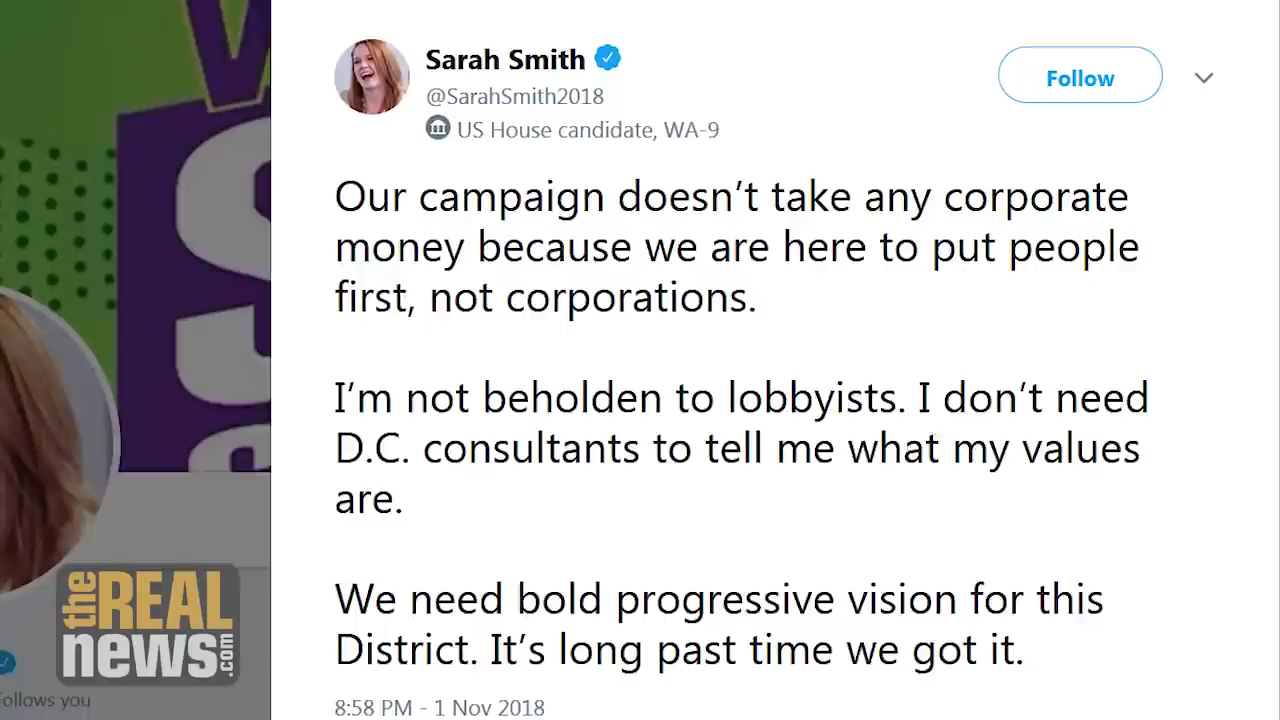 Sarah Smith
@SarahSmith2018
US House candidate, WA-9
Follow
Our campaign doesn’t take any corporate
money because we are here to put people
first, not corporations.
I’m not beholden to lobbyists. I don’t need
D.C. consultants to tell me what my values
are.
We need bold progressive vision for this
District. It’s long past time we got it.
8:58 PM - 1 Nov 2018
the REAL
news.com
ollows you